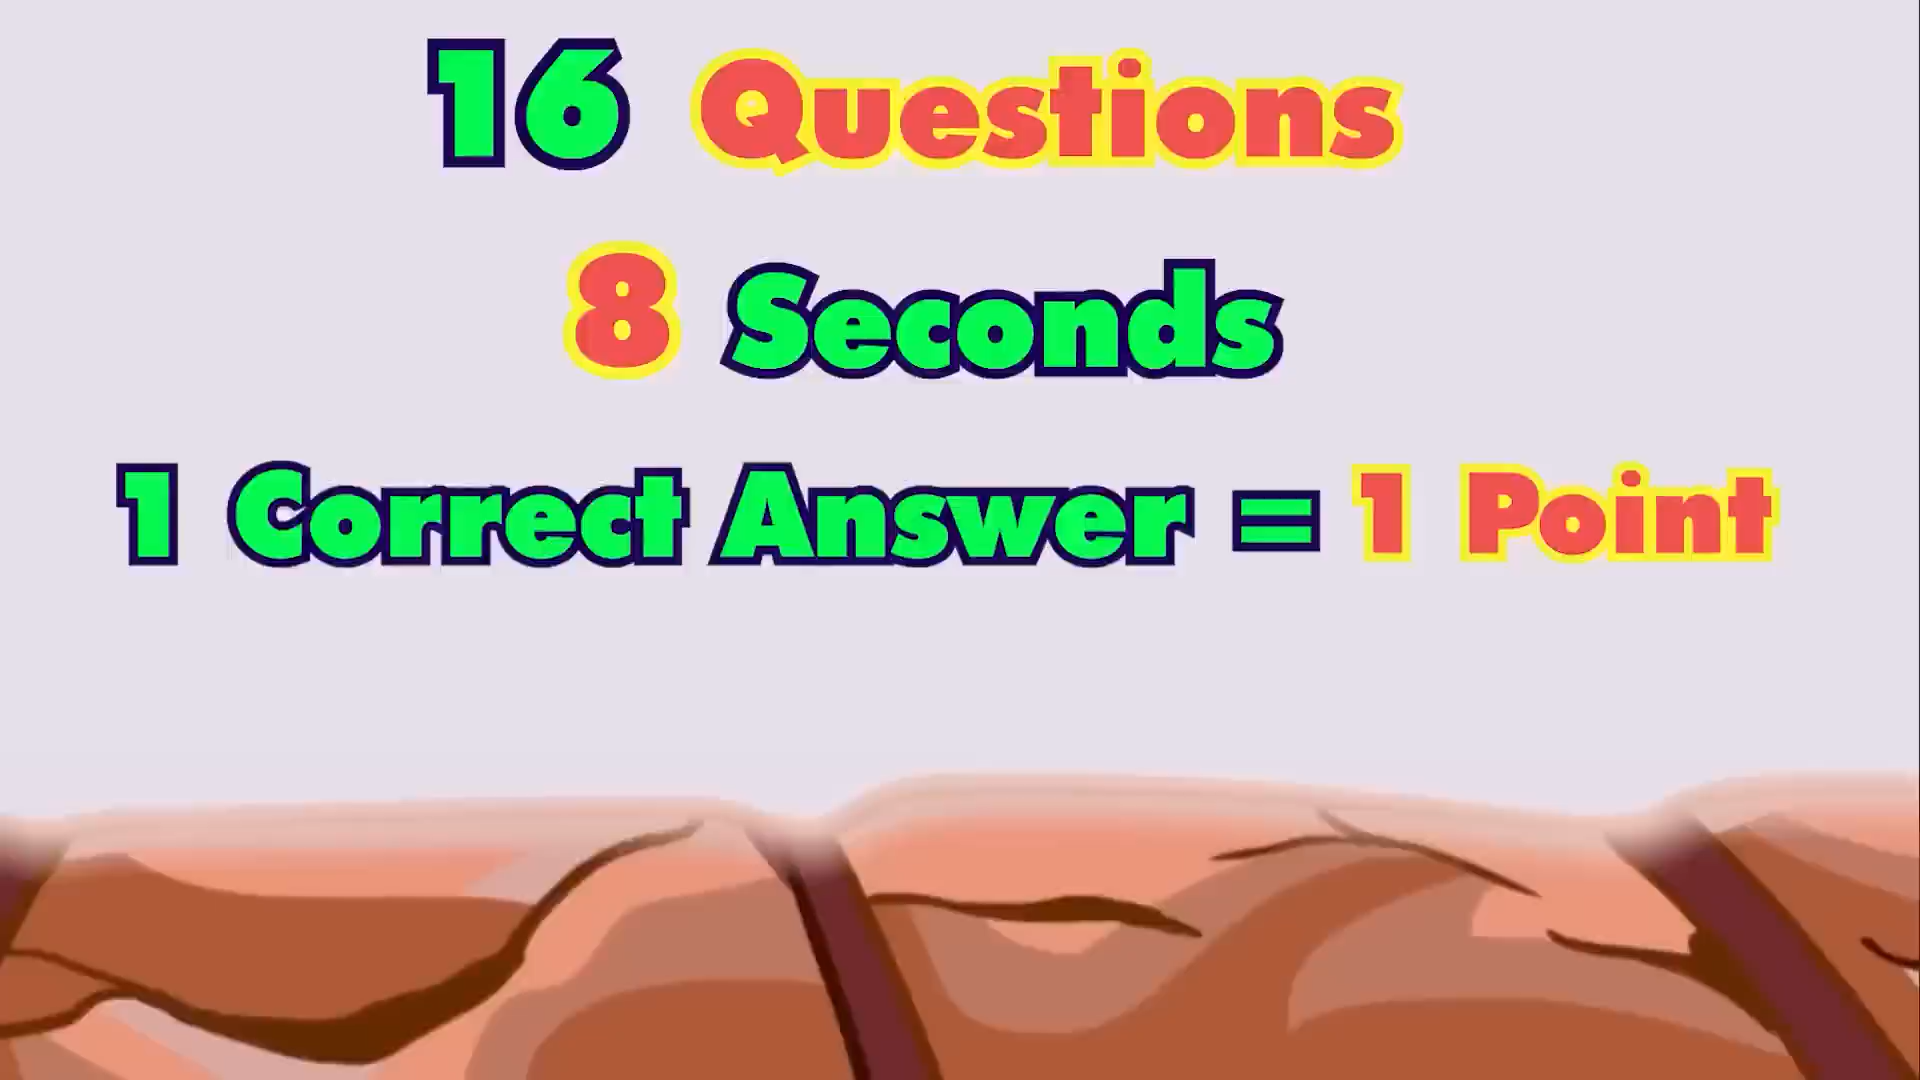 16 Questions
8 Seconds
1 Correct Answer = 1 Point